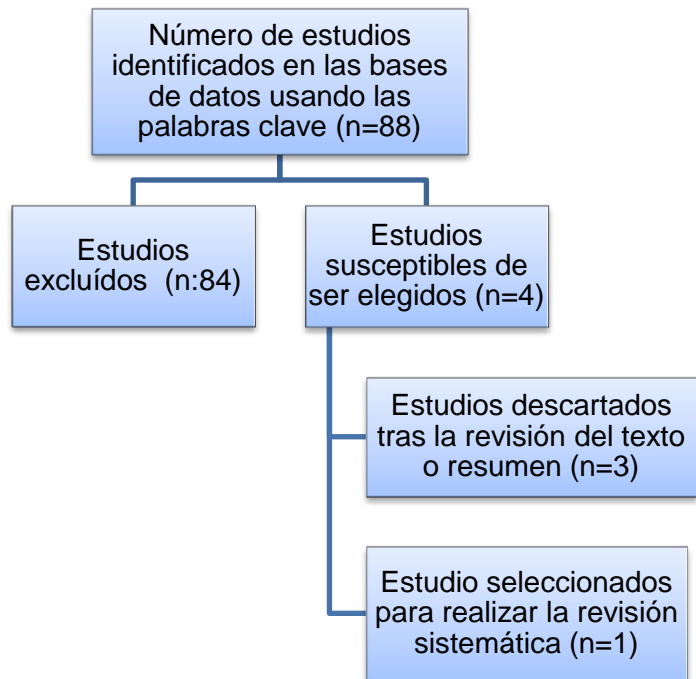 Número de estudios
identificados en las bases
de datos usando las
palabras clave (n=88)
Estudios
excluídos (n:84)
Estudios
susceptibles de
ser elegidos (n=4)
Estudios descartados
tras la revisión del texto
o resumen (n=3)
Estudio seleccionados
para realizar la revisión
sistemática (n=1)